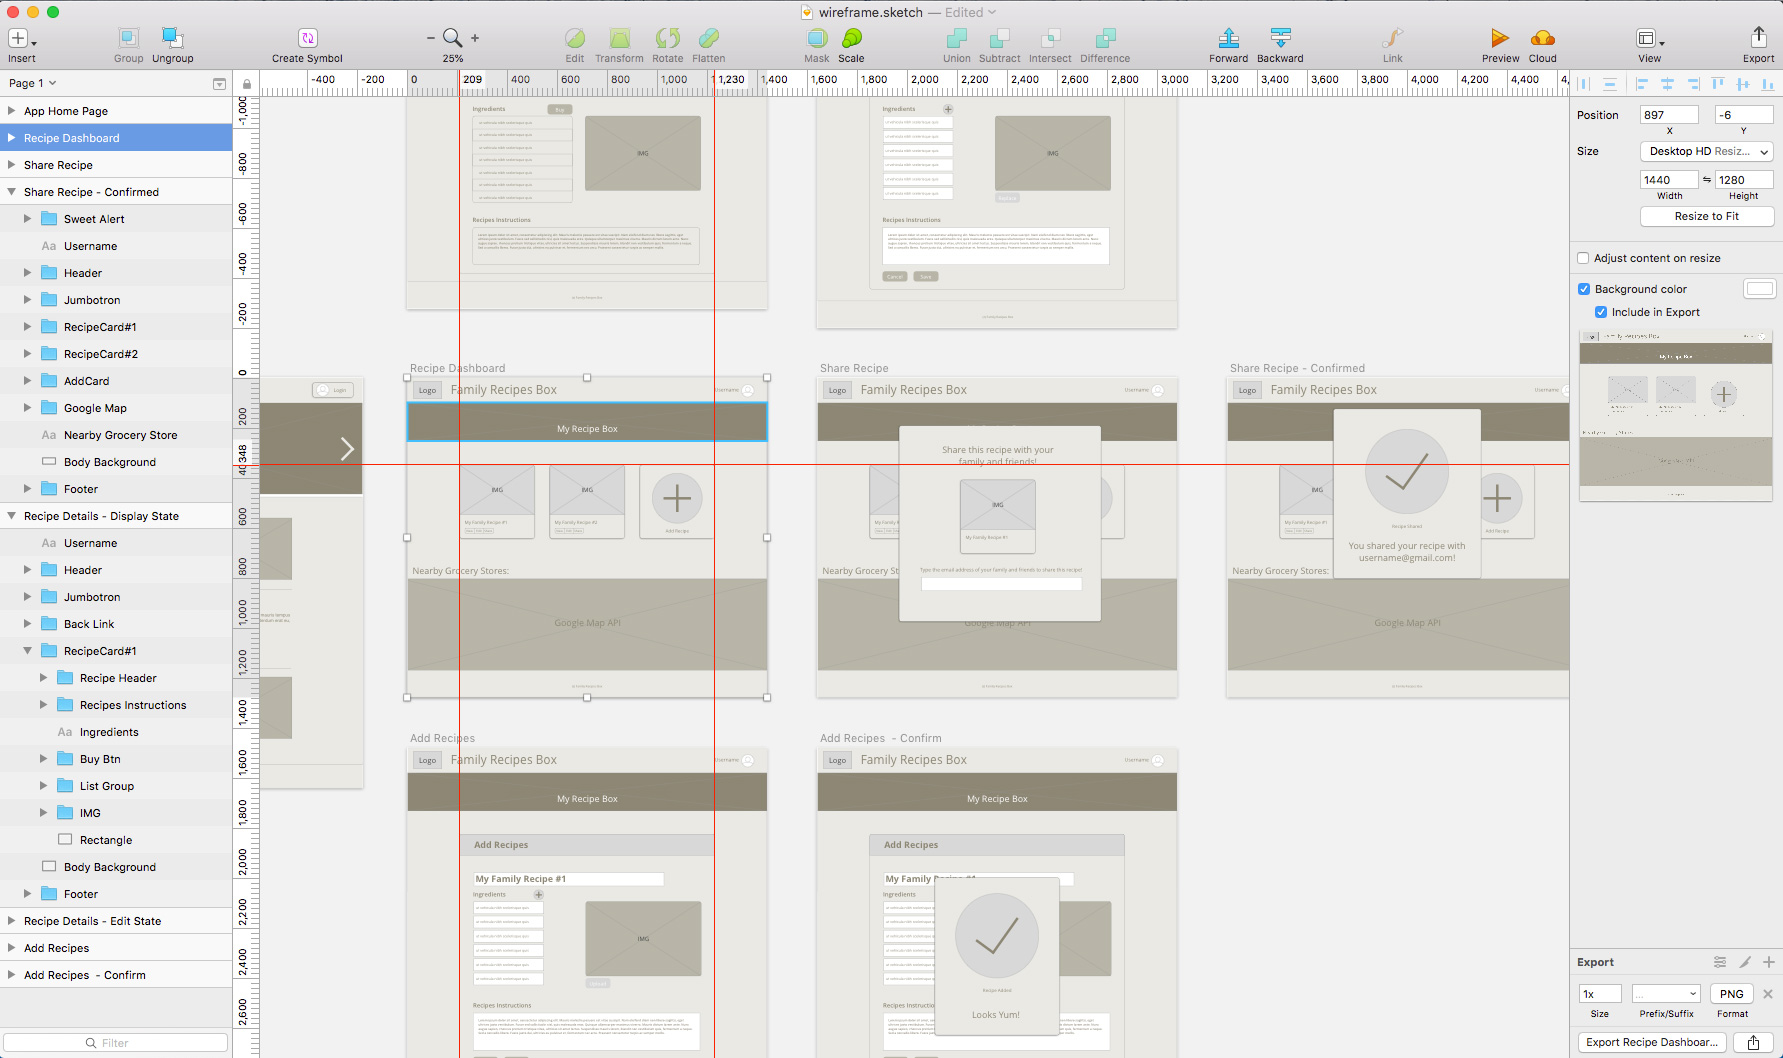 wireframe.sketch — Edited
Insert
Group
Ungroup
Create Symbol
25%
Edit
Transform
Rotate
Flatten
Mask
Scale
Union
Subtract
Intersect
Difference
Forward
Backward
Link
Preview
Cloud
View
Export
Page 1
-400 -200 0 209 400 600 800 1,000 1,230 1,400 1,600 1,800 2,000 2,200 2,400 2,600 2,800 3,000 3,200 3,400 3,600 3,800 4,000 4,200 4,400
App Home Page
Recipe Dashboard
Share Recipe
Share Recipe - Confirmed
Sweet Alert
Username
Header
Jumbotron
RecipeCard#1
RecipeCard#2
AddCard
Google Map
Nearby Grocery Store
Body Background
Footer
Recipe Details - Display State
Username
Header
Jumbotron
Back Link
RecipeCard#1
Recipe Header
Recipes Instructions
Ingredients
Buy Btn
List Group
IMG
Rectangle
Body Background
Footer
Recipe Details - Edit State
Add Recipes
Add Recipes - Confirm
Filter
-800
-600
-400
-200
0
200
348
600
800
1,000
1,200
1,400
1,600
1,800
2,000
2,200
2,400
2,600
Ingredients
Buy
IMG
Recipes Instructions
Ingredients
IMG
Recipes Instructions
Cancel
Save
Login
Recipe Dashboard
Logo
Family Recipes Box
Username
My Recipe Box
IMG
IMG
My Family Recipe #1
My Family Recipe #2
Add Recipe
Nearby Grocery Stores:
Google Map API
Share Recipe
Logo
Family Recipes Box
Username
Share this recipe with your
family and friends!
IMG
My Family Recipe #1
Type the email address of your family and friends to share this recipe!
Nearby Grocery St
Google Map API
Share Recipe - Confirmed
Logo
Family Recipes Box
Username
IMG
My Family Recipe #1
Recipe Shared
You shared your recipe with
username@gmail.com!
Add Recipe
Nearby Grocery Stores:
Google Map API
Add Recipes
Logo
Family Recipes Box
Username
My Recipe Box
Add Recipes
My Family Recipe #1
Ingredients
IMG
Recipes Instructions
Add Recipes - Confirm
Logo
Family Recipes Box
Username
My Recipe Box
Add Recipes
My Family Recipe #1
Ingredients
Recipe Added
Looks Yum!
Recipes Instructio
Position
897
-6
X
Y
Size
Desktop HD Resiz...
1440
1280
Width
Height
Resize to Fit
Adjust content on resize
Background color
Include in Export
My Recipe Box
Export
1x
...
PNG
Size
Prefix/Suffix
Format
Export Recipe Dashboar...